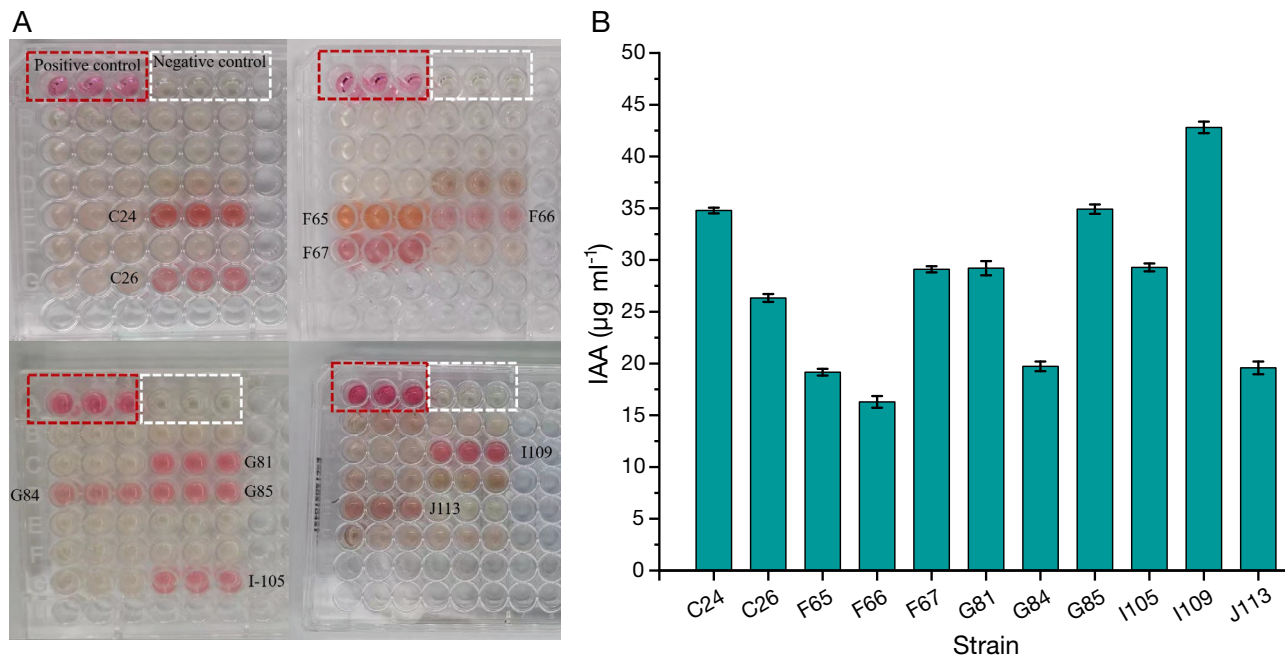 A
Positive control
Negative control
C24
C26
F65
F66
F67
G81
G84
G85
I-105
I109
J113
B
50
45
40
35
30
25
20
15
10
5
0
IAA (µg ml⁻¹)
C24
C26
F65
F66
F67
G81
G84
G85
I105
I109
J113
Strain